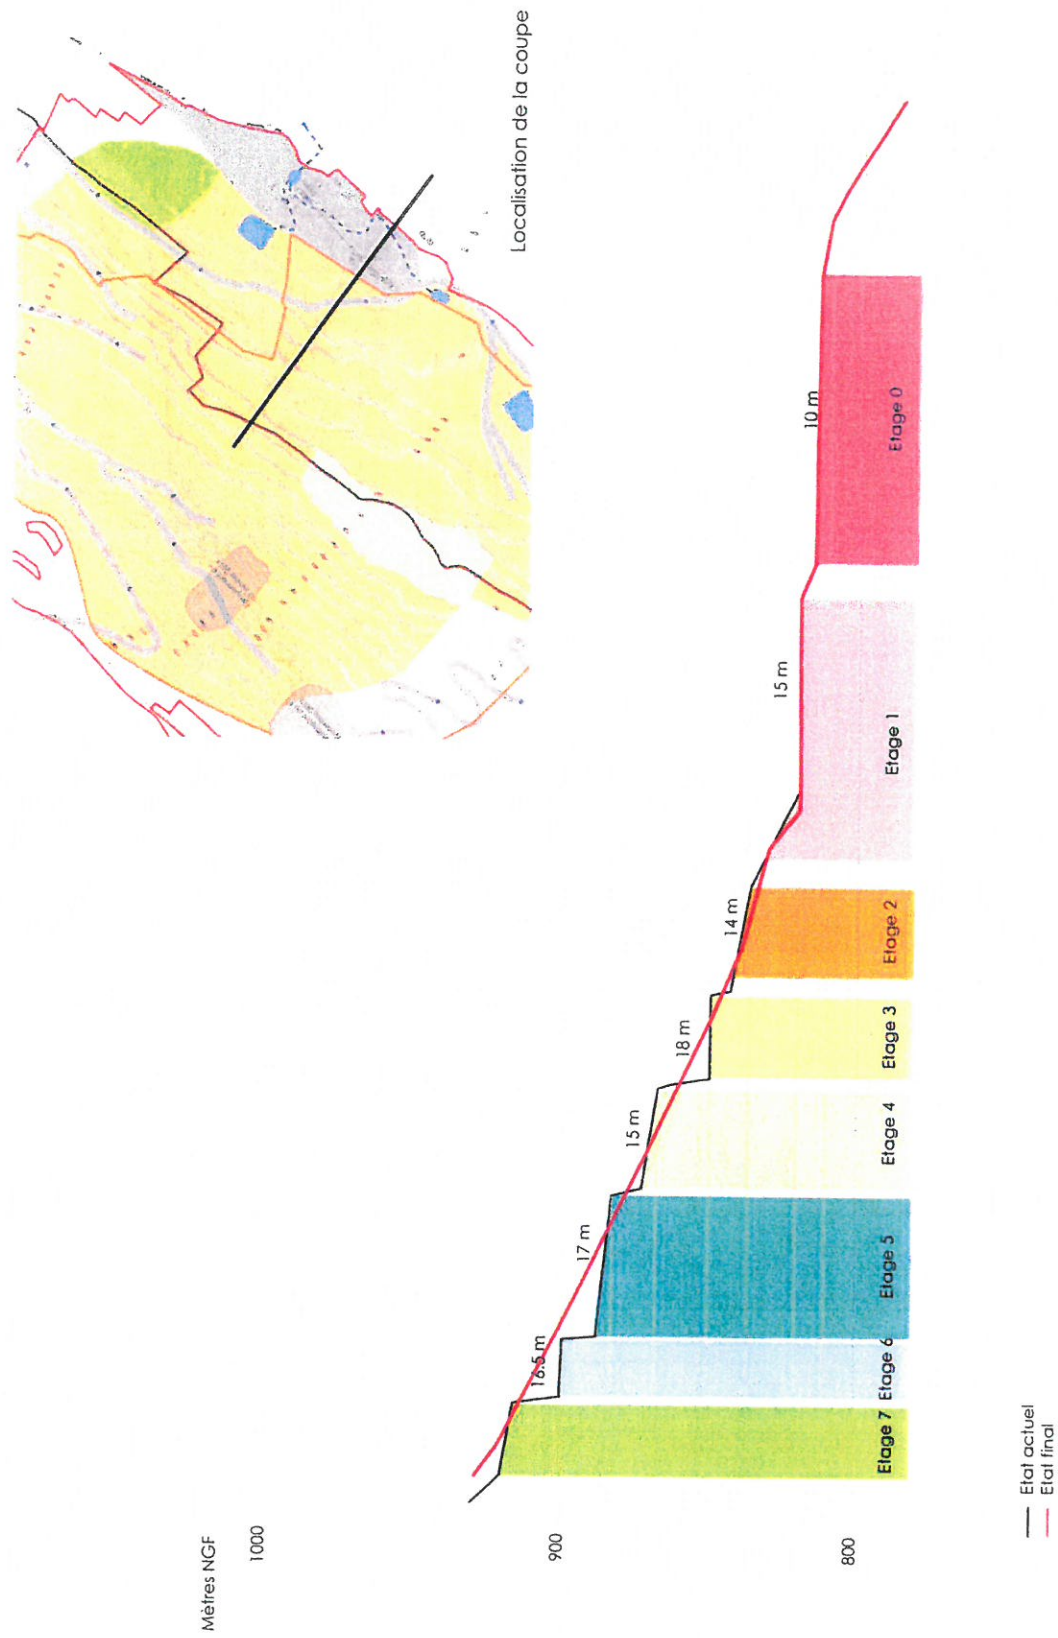 Localisation de la coupe
Mètres NGF
1000
900
800
16.5 m
17 m
15 m
18 m
14 m
15 m
10 m
Etage 7
Etage 6
Etage 5
Etage 4
Etage 3
Etage 2
Etage 1
Etage 0
Etat actuel
Etat final